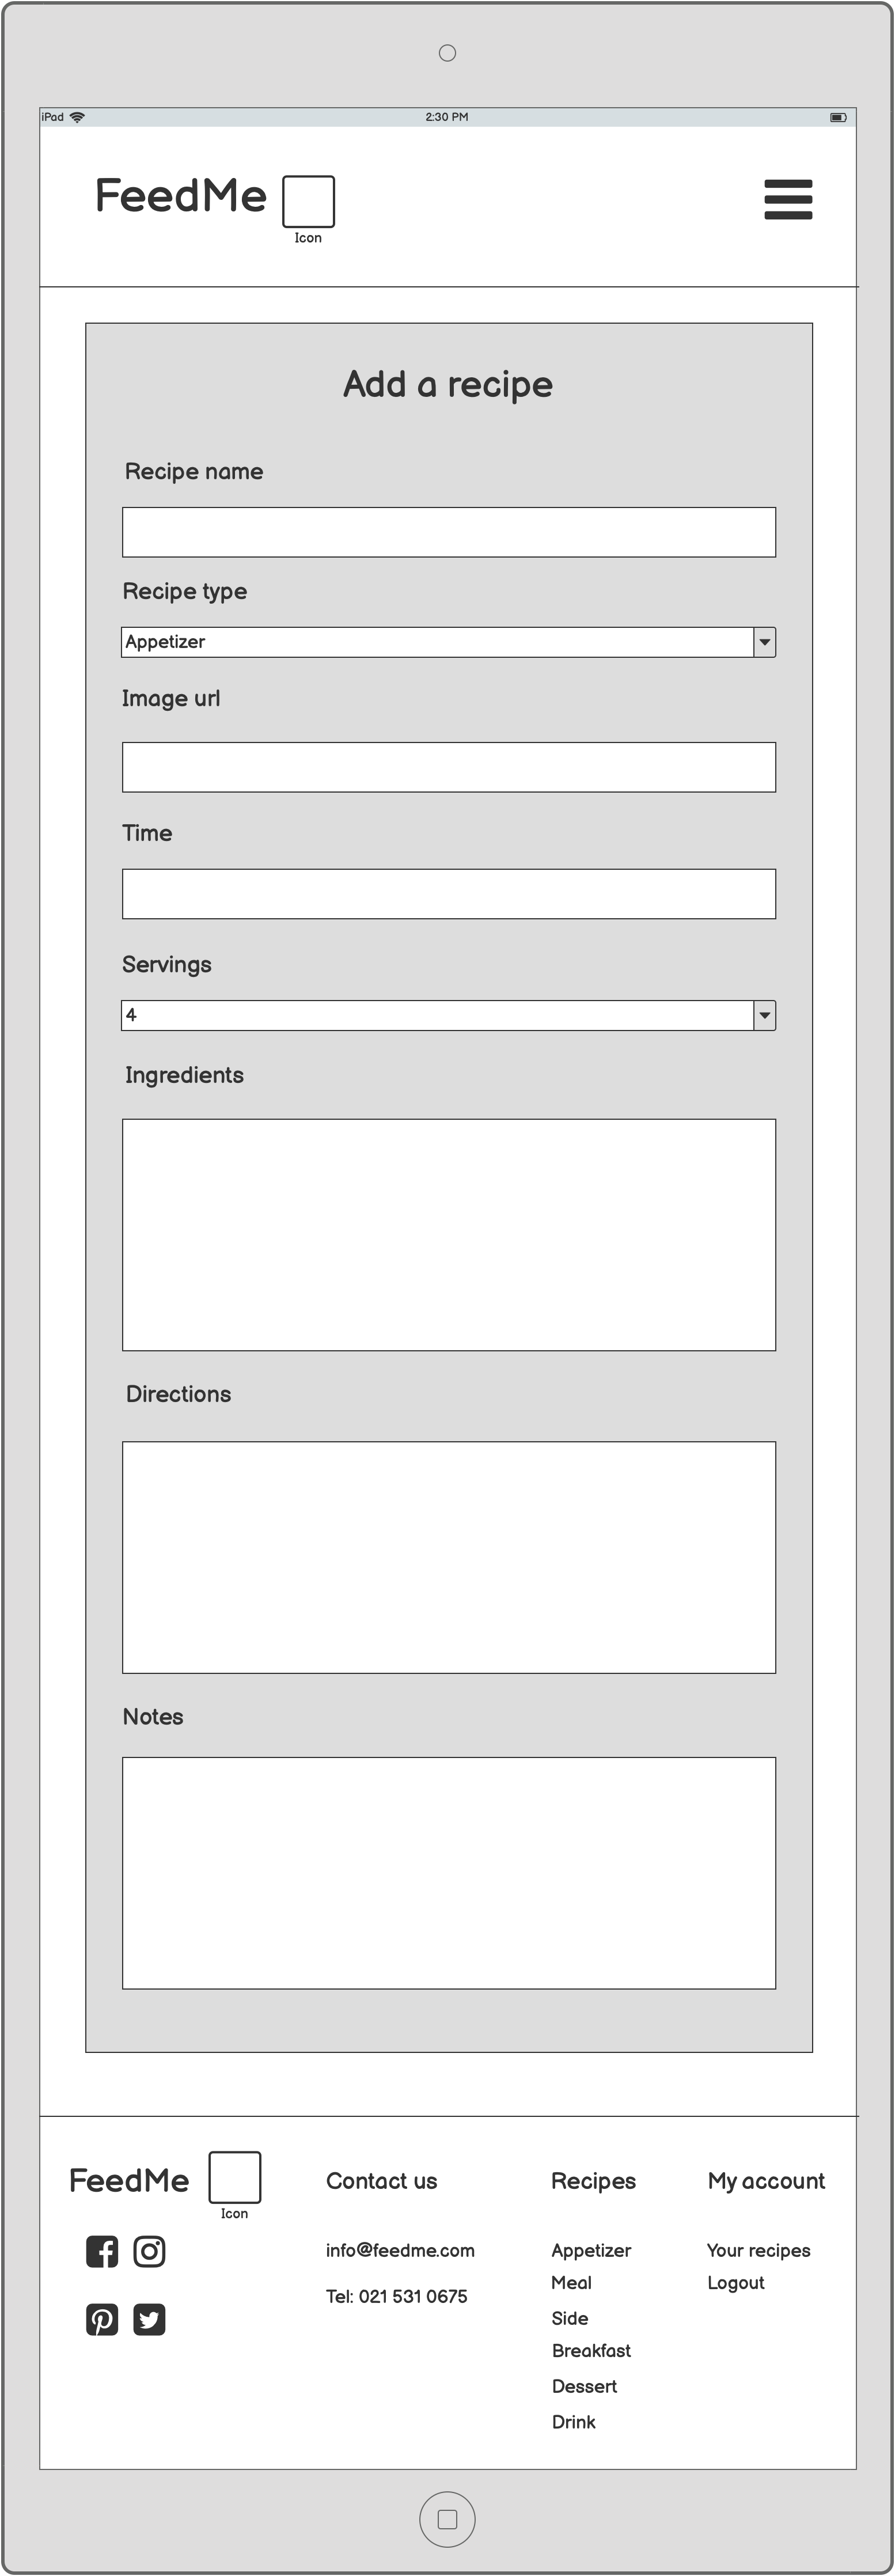 iPad 2:30 PM
FeedMe
Icon
Add a recipe
Recipe name
Recipe type
Appetizer
Image url
Time
Servings
4
Ingredients
Directions
Notes
FeedMe
Icon
Contact us
info@feedme.com
Tel: 021 531 0675
Recipes
Appetizer
Meal
Side
Breakfast
Dessert
Drink
My account
Your recipes
Logout